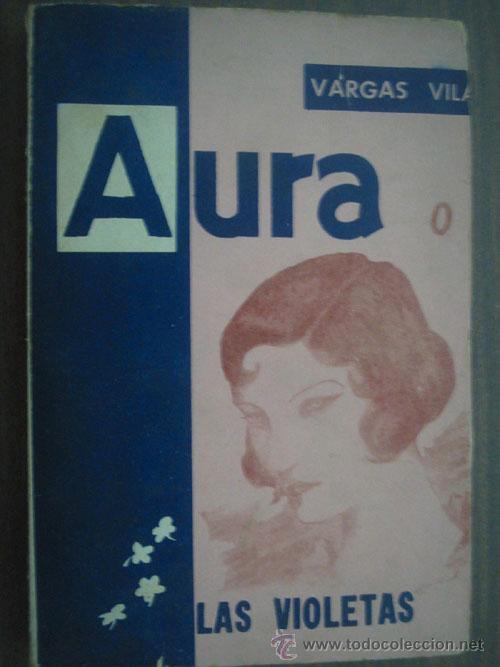 VARGAS VILA
Aura
O
LAS VIOLETAS
www.todocoleccion.net